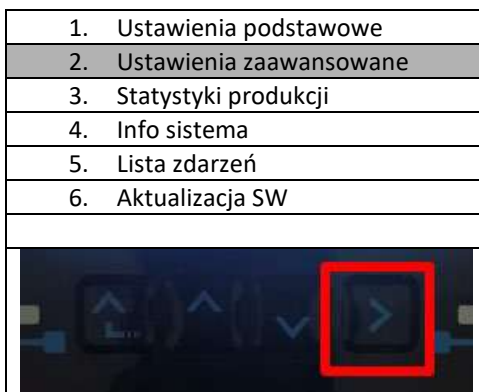 1. Ustawienia podstawowe
2. Ustawienia zaawansowane
3. Statystyki produkcji
4. Info sistema
5. Lista zdarzeń
6. Aktualizacja SW